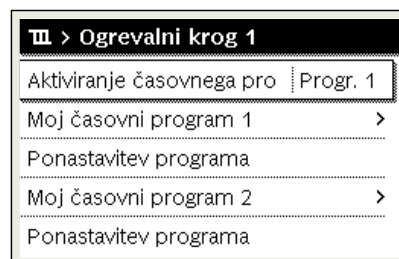 > Ogrevalni krog 1
Aktiviranje časovnega pro Progr. 1
Moj časovni program 1 >
Ponastavitev programa
Moj časovni program 2 >
Ponastavitev programa